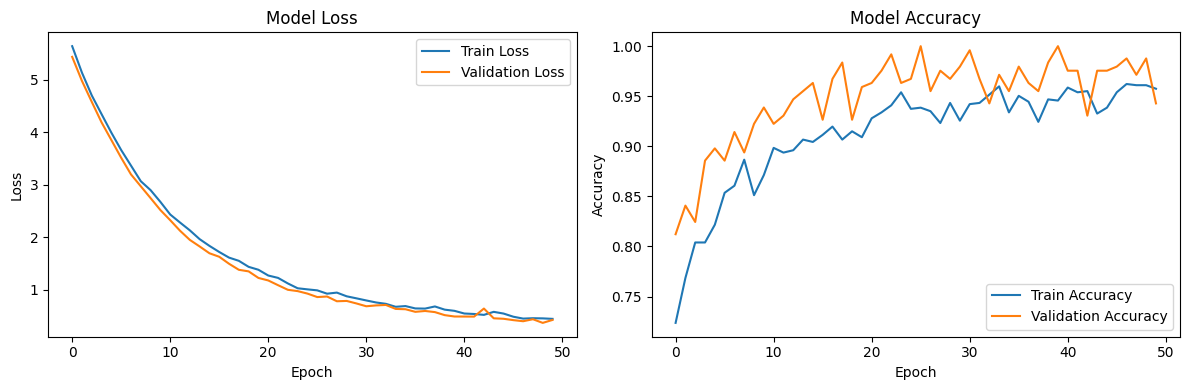 Model Loss
Train Loss
Validation Loss
5
4
3
2
1
Loss
0
10
20
30
40
50
Epoch
Model Accuracy
1.00
0.95
0.90
0.85
0.80
0.75
Accuracy
Train Accuracy
Validation Accuracy
0
10
20
30
40
50
Epoch